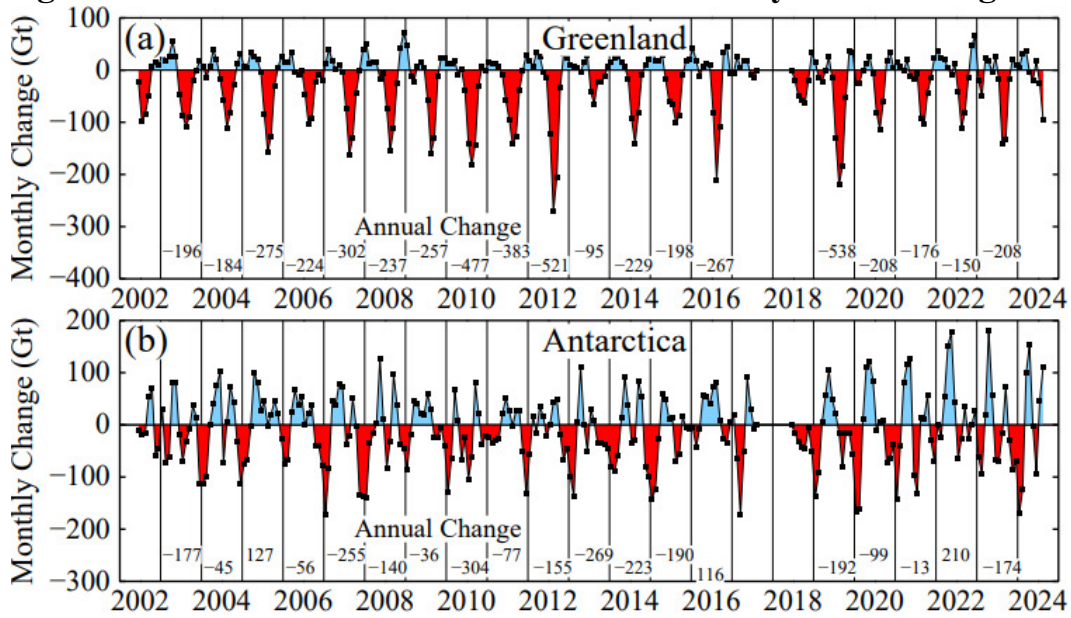 100
(a)
Greenland
0
−100
−200
−300
−400
Monthly Change (Gt)
Annual Change
−196 −275 −302 −257 −383 −95 −198 −538 −176 −208
−184 −224 −237 −477 −521 −229 −267 −208 −150
2002 2004 2006 2008 2010 2012 2014 2016 2018 2020 2022 2024
200
(b)
Antarctica
100
0
−100
−200
−300
Monthly Change (Gt)
Annual Change
−177 127 −255 −36 −77 −269 −190 −99 210 −174
−45 −56 −140 −304 −155 −223 116 −192 −13
2002 2004 2006 2008 2010 2012 2014 2016 2018 2020 2022 2024